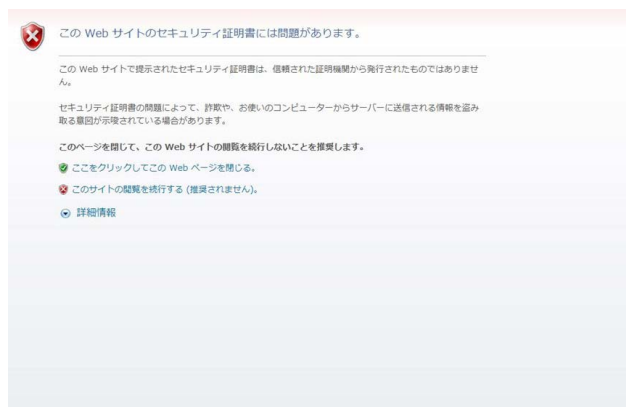 この Web サイトのセキュリティ証明書には問題があります。
この Web サイトで提示されたセキュリティ証明書は、信頼された証明機関から発行されたものではありませ
ん。
セキュリティ証明書の問題によって、詐欺や、お使いのコンピューターからサーバーに送信される情報を盗み
取る意図が示唆されている場合があります。
このページを閉じて、この Web サイトの閲覧を続行しないことを推奨します。
ここをクリックしてこの Web ページを閉じる。
このサイトの閲覧を続行する (推奨されません)。
詳細情報